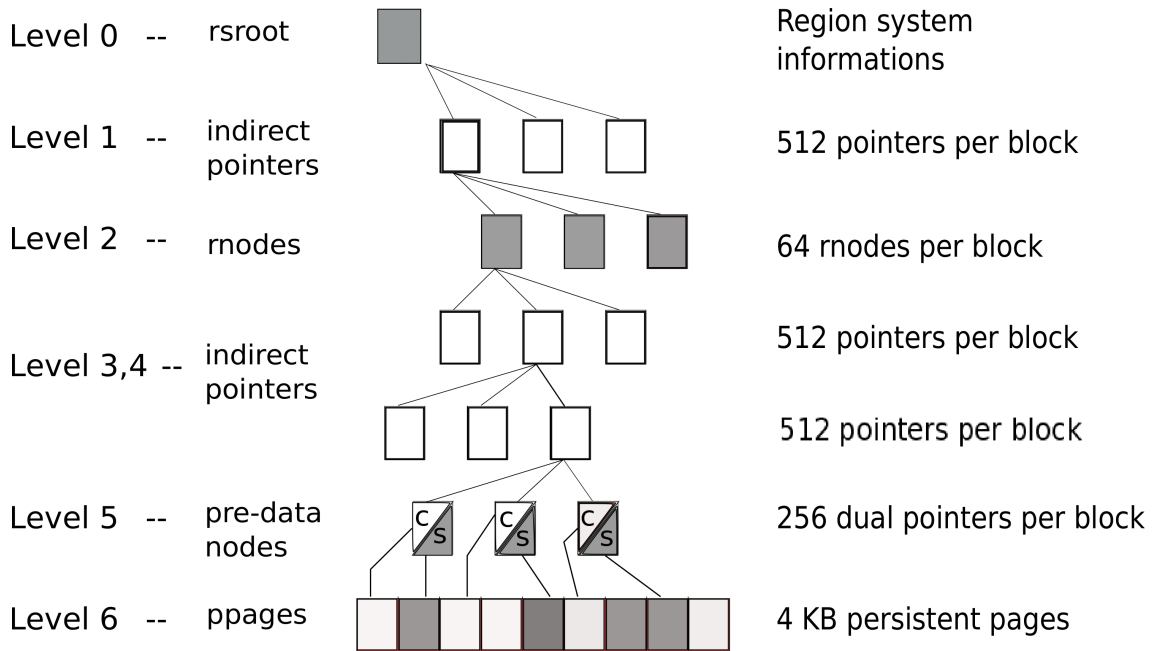 Level 0 -- rsroot
Region system
informations
Level 1 -- indirect
pointers
512 pointers per block
Level 2 -- rnodes
64 rnodes per block
512 pointers per block
Level 3,4 -- indirect
pointers
512 pointers per block
c s c s c s
Level 5 -- pre-data
nodes
256 dual pointers per block
Level 6 -- ppages
4 KB persistent pages